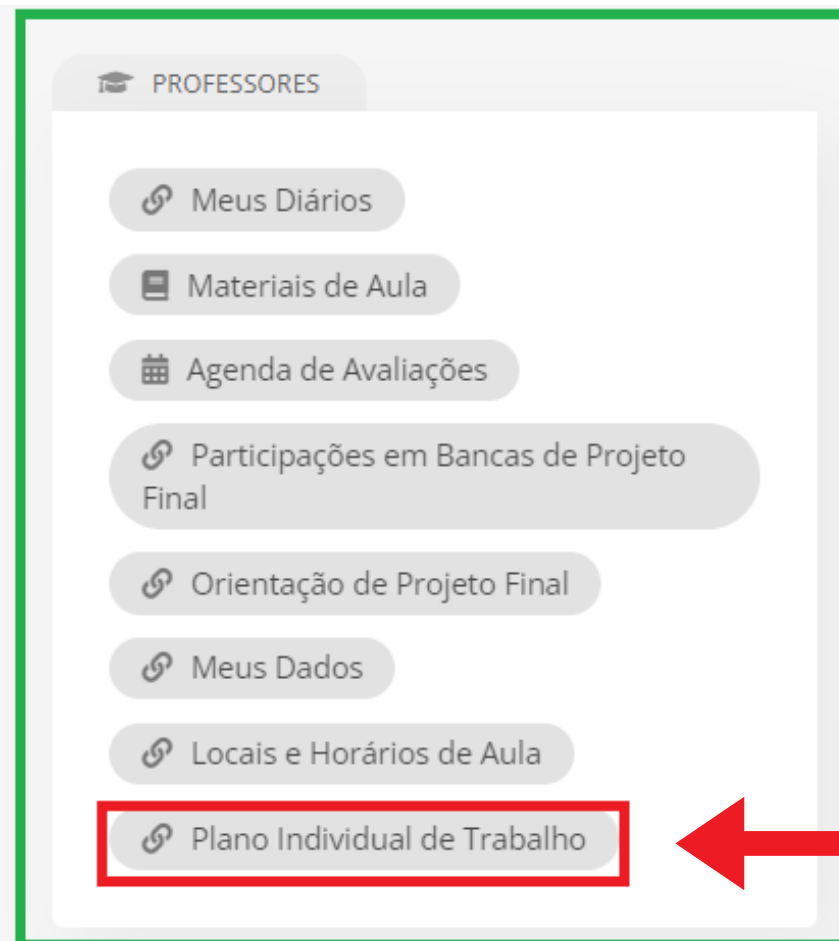 PROFESSORES
Meus Diários
Materiais de Aula
Agenda de Avaliações
Participações em Bancas de Projeto
Final
Orientação de Projeto Final
Meus Dados
Locais e Horários de Aula
Plano Individual de Trabalho